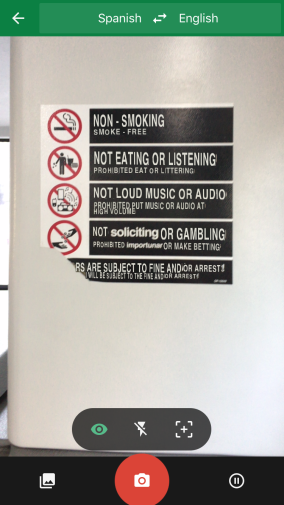 Spanish English
NON - SMOKING
SMOKE - FREE
NOT EATING OR LISTENING
PROHIBITED EAT OR LITTERING
NOT LOUD MUSIC OR AUDIO
PROHIBITED PUT MUSIC OR AUDIO AT
HIGH VOLUME
NOT soliciting OR GAMBLING
PROHIBITED importunar OR MAKE BETTING
RS ARE SUBJECT TO FINE AND\OR ARREST
WILL BE SUBJECT TO THE FINE AND\OR ARREST